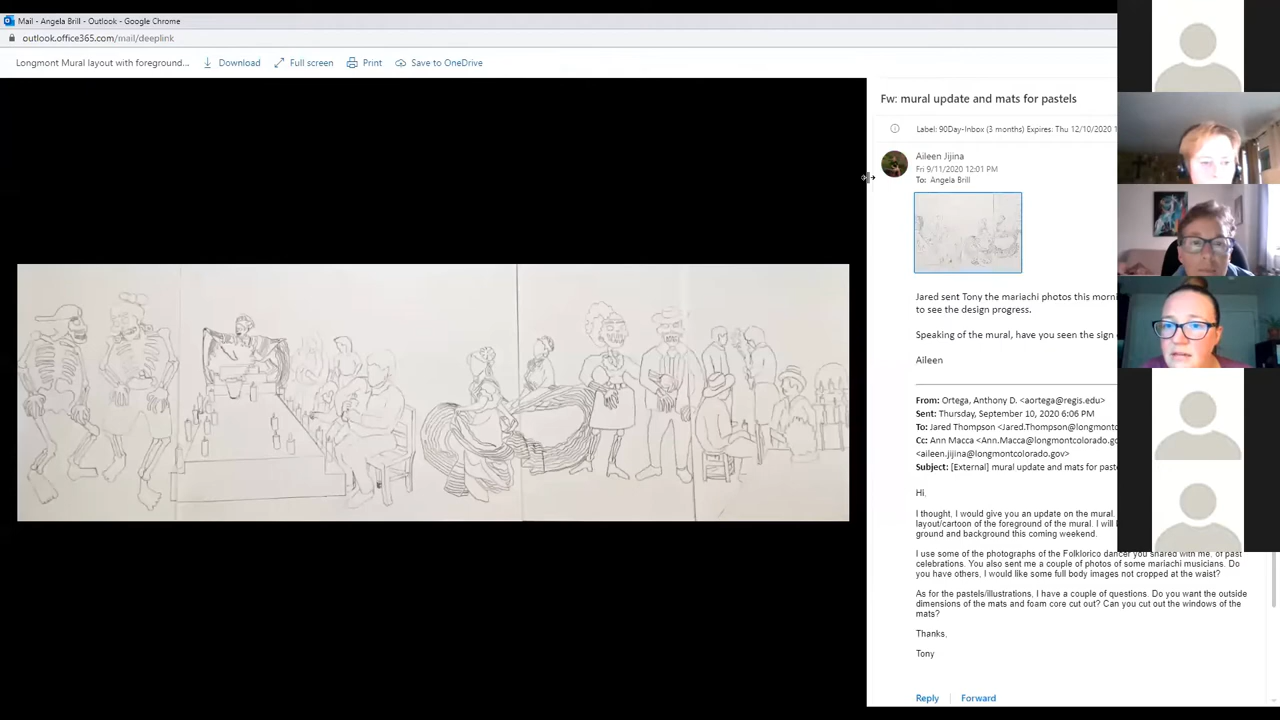 Mail - Angela Brill - Outlook - Google Chrome
outlook.office365.com/mail/deeplink
Longmont Mural layout with foreground... Download Full screen Print Save to OneDrive
Fw: mural update and mats for pastels
Label: 90Day-Inbox (3 months) Expires: Thu 12/10/2020 1
Aileen Jijina
Fri 9/11/2020 12:01 PM
To: Angela Brill
Jared sent Tony the mariachi photos this morni
to see the design progress.
Speaking of the mural, have you seen the sign
Aileen
From: Ortega, Anthony D. <aortega@regis.edu>
Sent: Thursday, September 10, 2020 6:06 PM
To: Jared Thompson <Jared.Thompson@longmontc
Cc: Ann Macca <Ann.Macca@longmontcolorado.go
<aileen.jijina@longmontcolorado.gov>
Subject: [External] mural update and mats for paste
Hi,
I thought, I would give you an update on the mural.
layout/cartoon of the foreground of the mural. I will
ground and background this coming weekend.
I use some of the photographs of the Folklorico dancer you shared with me, of past
celebrations. You also sent me a couple of photos of some mariachi musicians. Do
you have others, I would like some full body images not cropped at the waist?
As for the pastels/illustrations, I have a couple of questions. Do you want the outside
dimensions of the mats and foam core cut out? Can you cut out the windows of the
mats?
Thanks,
Tony
Reply Forward